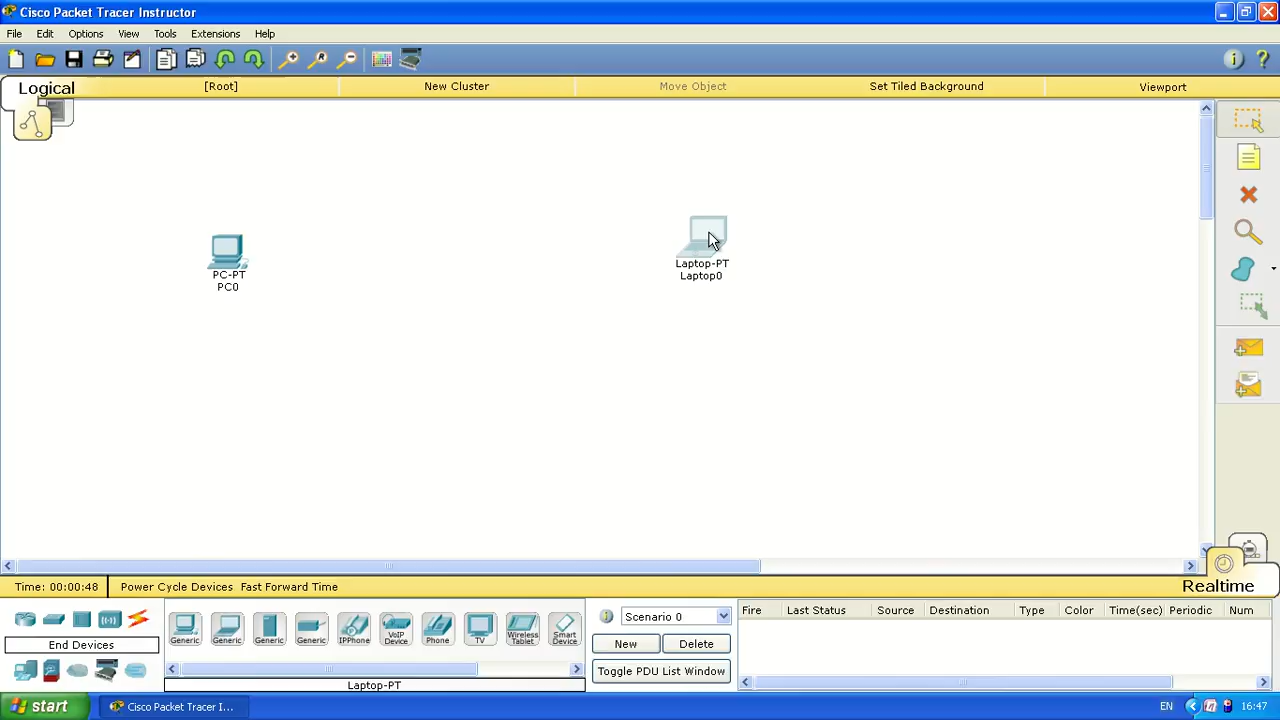 Cisco Packet Tracer Instructor
File Edit Options View Tools Extensions Help
Logical [Root] New Cluster Move Object Set Tiled Background Viewport
Laptop-PT
Laptop0
PC-PT
PC0
Time: 00:00:48 Power Cycle Devices Fast Forward Time Realtime
End Devices
Generic Generic Generic Generic IPPhone VoIP Device Phone TV Wireless Tablet Smart Device
Laptop-PT
Scenario 0
New Delete
Toggle PDU List Window
Fire Last Status Source Destination Type Color Time(sec) Periodic Num
start Cisco Packet Tracer I... EN 16:47